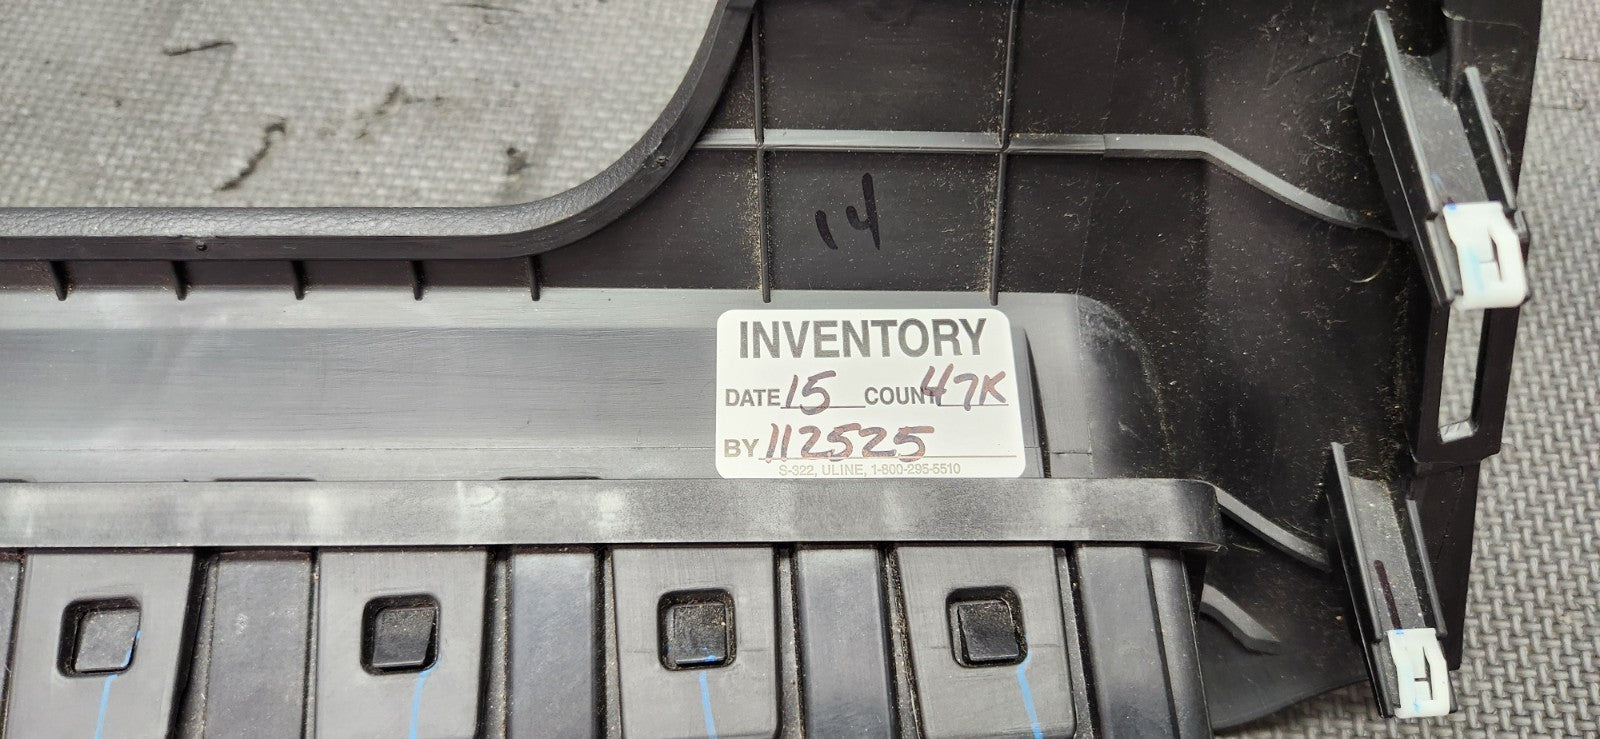 14
INVENTORY
DATE 15 COUNT 47K
BY 112525
S-322, ULINE, 1-800-295-5510